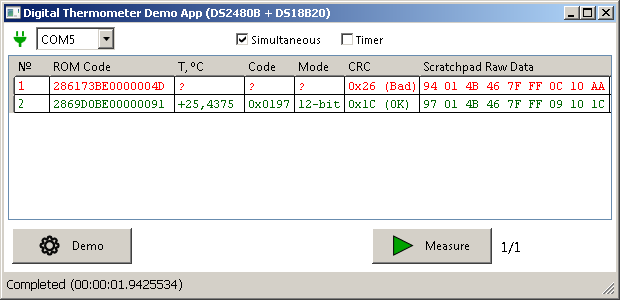 Digital Thermometer Demo App (DS2480B + DS18B20)
COM5 Simultaneous Timer
№ ROM Code T, ºC Code Mode CRC Scratchpad Raw Data
1 286173BE0000004D ? ? ? 0x26 (Bad) 94 01 4B 46 7F FF 0C 10 AA
2 2869D0BE00000091 +25,4375 0x0197 12-bit 0x1C (OK) 97 01 4B 46 7F FF 09 10 1C
Demo Measure 1/1
Completed (00:00:01.9425534)